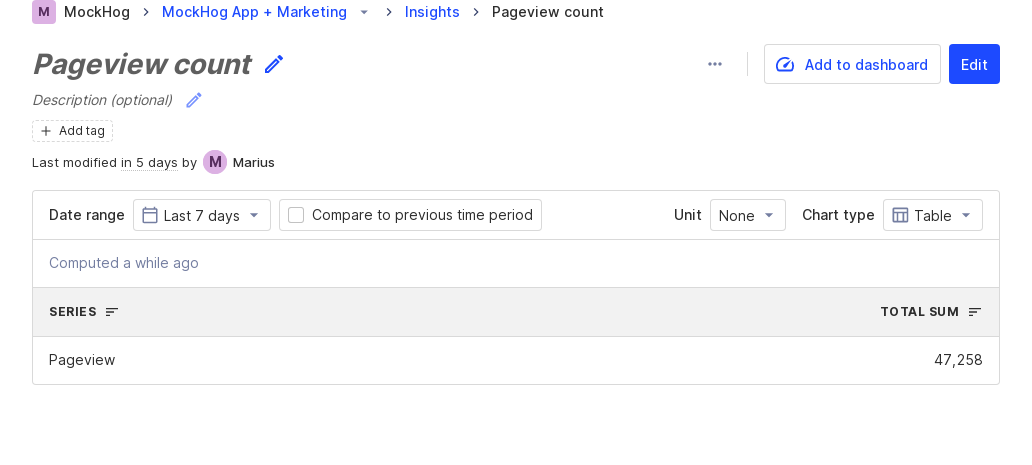 M MockHog MockHog App + Marketing Insights Pageview count
Pageview count
Add to dashboard
Edit
Description (optional)
Add tag
Last modified in 5 days by M Marius
Date range Last 7 days Compare to previous time period Unit None Chart type Table
Computed a while ago
SERIES TOTAL SUM
Pageview 47,258